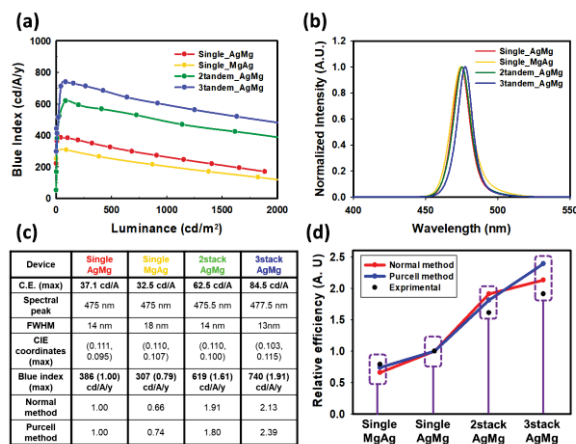 (a)
Blue Index (cd/A/y)
1000
800
600
400
200
0
0
500
1000
1500
2000
Luminance (cd/m²)
Single_AgMg
Single_MgAg
2tandem_AgMg
3tandem_AgMg
(b)
Normalized Intensity (A.U)
1.0
0.8
0.6
0.4
0.2
0.0
400
450
500
550
Wavelength (nm)
Single_AgMg
Single_MgAg
2tandem_AgMg
3tandem_AgMg
(c)
Device Single AgMg Single MgAg 2stack AgMg 3stack AgMg
C.E. (max) 37.1 cd/A 32.5 cd/A 62.5 cd/A 84.5 cd/A
Spectral peak 475 nm 475 nm 475.5 nm 477.5 nm
FWHM 14 nm 18 nm 14 nm 13nm
CIE coordinates (max) (0.111, 0.095) (0.110, 0.107) (0.110, 0.100) (0.103, 0.115)
Blue index (max) 386 (1.00) cd/A/y 307 (0.79) cd/A/y 619 (1.61) cd/A/y 740 (1.91) cd/A/y
Normal method 1.00 0.66 1.91 2.13
Purcell method 1.00 0.74 1.80 2.39
(d)
Relative efficiency (A. U)
2.5
2.0
1.5
1.0
0.5
0.0
Normal method
Purcell method
Exprimental
Single MgAg
Single AgMg
2stack AgMg
3stack AgMg